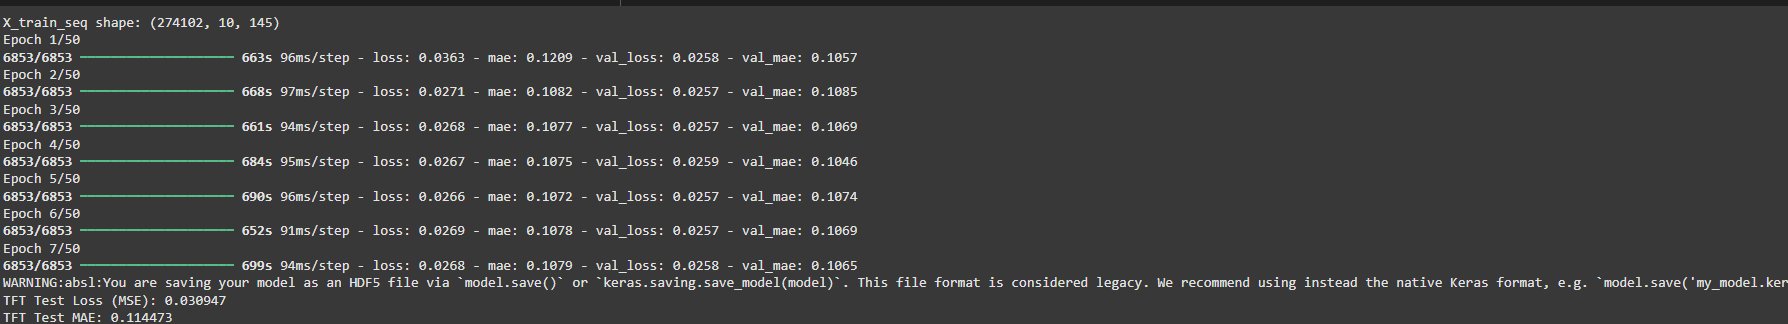 X_train_seq shape: (274102, 10, 145)
Epoch 1/50
6853/6853 ━━━━━━━━━━━━━━━━━━━━ 663s 96ms/step - loss: 0.0363 - mae: 0.1209 - val_loss: 0.0258 - val_mae: 0.1057
Epoch 2/50
6853/6853 ━━━━━━━━━━━━━━━━━━━━ 668s 97ms/step - loss: 0.0271 - mae: 0.1082 - val_loss: 0.0257 - val_mae: 0.1085
Epoch 3/50
6853/6853 ━━━━━━━━━━━━━━━━━━━━ 661s 94ms/step - loss: 0.0268 - mae: 0.1077 - val_loss: 0.0257 - val_mae: 0.1069
Epoch 4/50
6853/6853 ━━━━━━━━━━━━━━━━━━━━ 684s 95ms/step - loss: 0.0267 - mae: 0.1075 - val_loss: 0.0259 - val_mae: 0.1046
Epoch 5/50
6853/6853 ━━━━━━━━━━━━━━━━━━━━ 690s 96ms/step - loss: 0.0266 - mae: 0.1072 - val_loss: 0.0257 - val_mae: 0.1074
Epoch 6/50
6853/6853 ━━━━━━━━━━━━━━━━━━━━ 652s 91ms/step - loss: 0.0269 - mae: 0.1078 - val_loss: 0.0257 - val_mae: 0.1069
Epoch 7/50
6853/6853 ━━━━━━━━━━━━━━━━━━━━ 699s 94ms/step - loss: 0.0268 - mae: 0.1079 - val_loss: 0.0258 - val_mae: 0.1065
WARNING:absl:You are saving your model as an HDF5 file via `model.save()` or `keras.saving.save_model(model)`. This file format is considered legacy. We recommend using instead the native Keras format, e.g. `model.save('my_model.ker
TFT Test Loss (MSE): 0.030947
TFT Test MAE: 0.114473